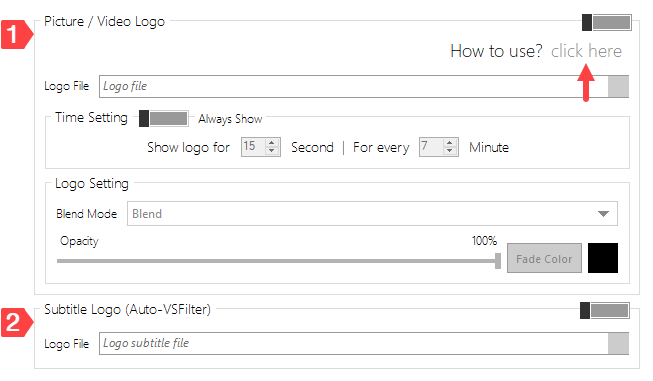 1
Picture / Video Logo
How to use? click here
Logo File Logo file
Time Setting Always Show
Show logo for 15 Second | For every 7 Minute
Logo Setting
Blend Mode Blend
Opacity 100%
Fade Color
2
Subtitle Logo (Auto-VSFilter)
Logo File Logo subtitle file